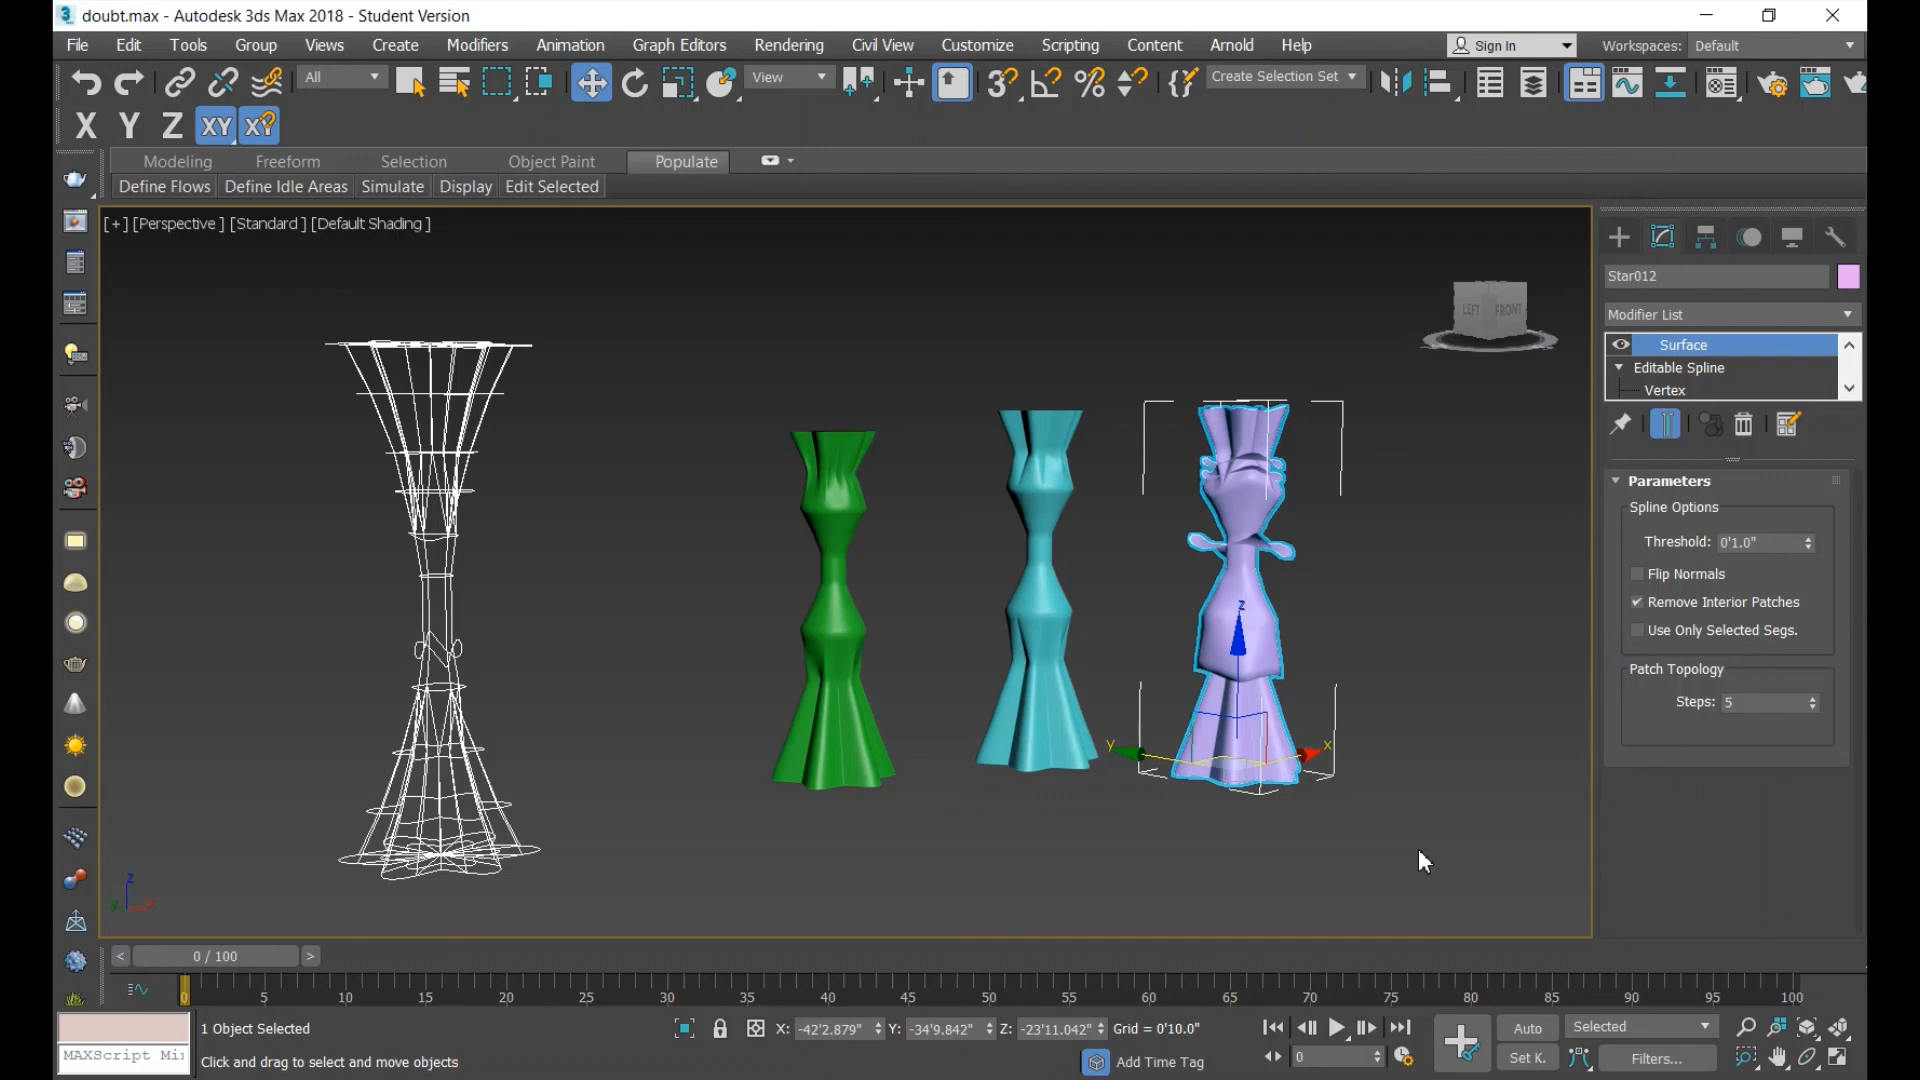 doubt.max - Autodesk 3ds Max 2018 - Student Version
File Edit Tools Group Views Create Modifiers Animation Graph Editors Rendering Civil View Customize Scripting Content Arnold Help Sign In Workspaces: Default
All View Create Selection Set
X Y Z XY XY
Modeling Freeform Selection Object Paint Populate
Define Flows Define Idle Areas Simulate Display Edit Selected
[+] [Perspective ] [Standard ] [Default Shading ]
LEFT FRONT
Star012
Modifier List
Surface
Editable Spline
Vertex
Parameters
Spline Options
Threshold: 0'1.0"
Flip Normals
Remove Interior Patches
Use Only Selected Segs.
Patch Topology
Steps: 5
z
y
x
z
< 0 / 100 >
0 5 10 15 20 25 30 35 40 45 50 55 60 65 70 75 80 85 90 95 100
1 Object Selected X: -42'2.879" Y: -34'9.842" Z: -23'11.042" Grid = 0'10.0" Auto Selected
MAXScript Mi: Click and drag to select and move objects Add Time Tag 0 Set K. Filters...